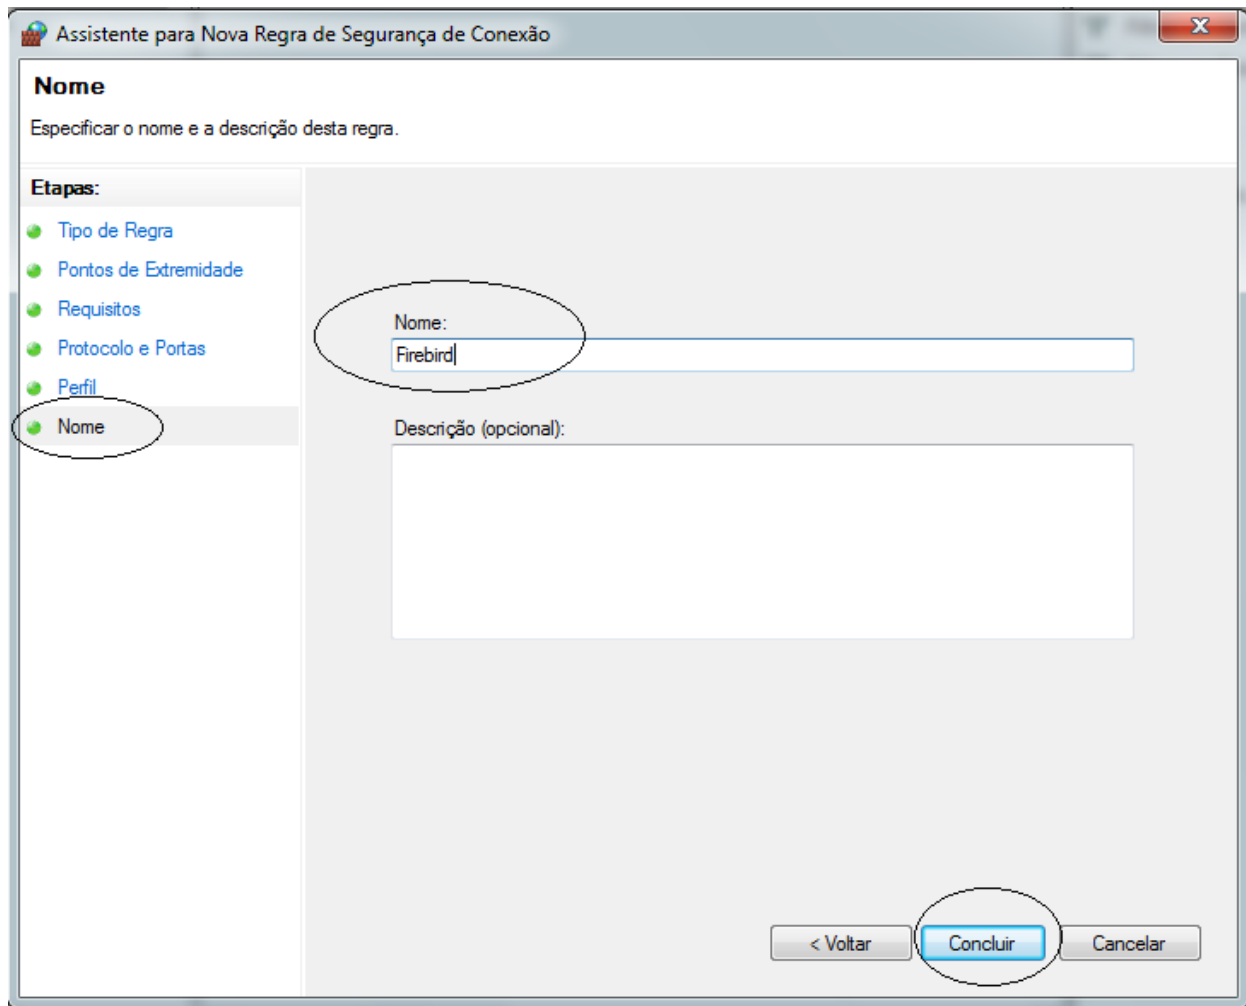 Assistente para Nova Regra de Segurança de Conexão
X
Nome
Especificar o nome e a descrição desta regra.
Etapas:
Tipo de Regra
Pontos de Extremidade
Requisitos
Protocolo e Portas
Perfil
Nome
Nome:
Firebird
Descrição (opcional):
< Voltar
Concluir
Cancelar